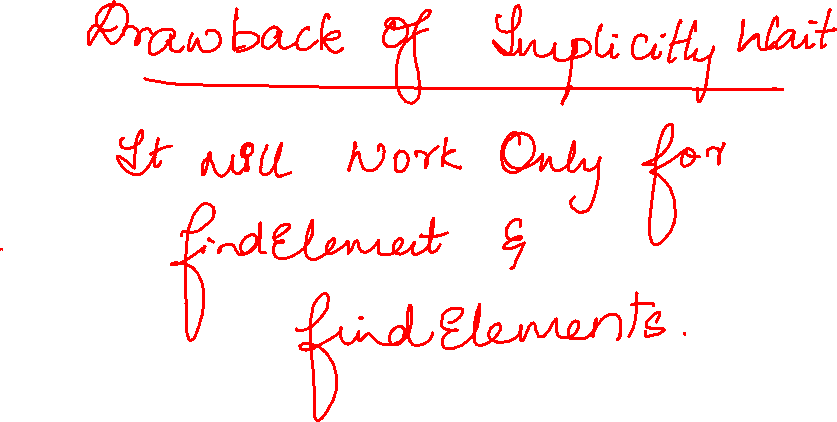 Drawback of Implicitly Wait
It will work Only for
findElement &
findElements.